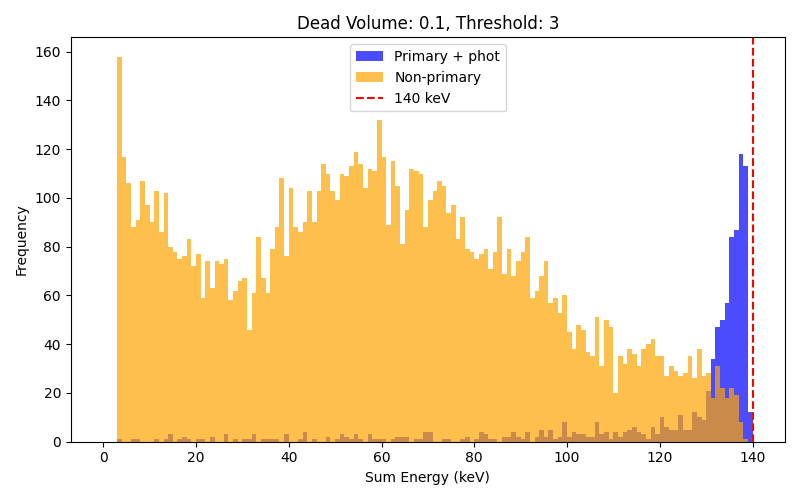 Dead Volume: 0.1, Threshold: 3
Primary + phot
Non-primary
140 keV
Frequency
160
140
120
100
80
60
40
20
0
0 20 40 60 80 100 120 140
Sum Energy (keV)